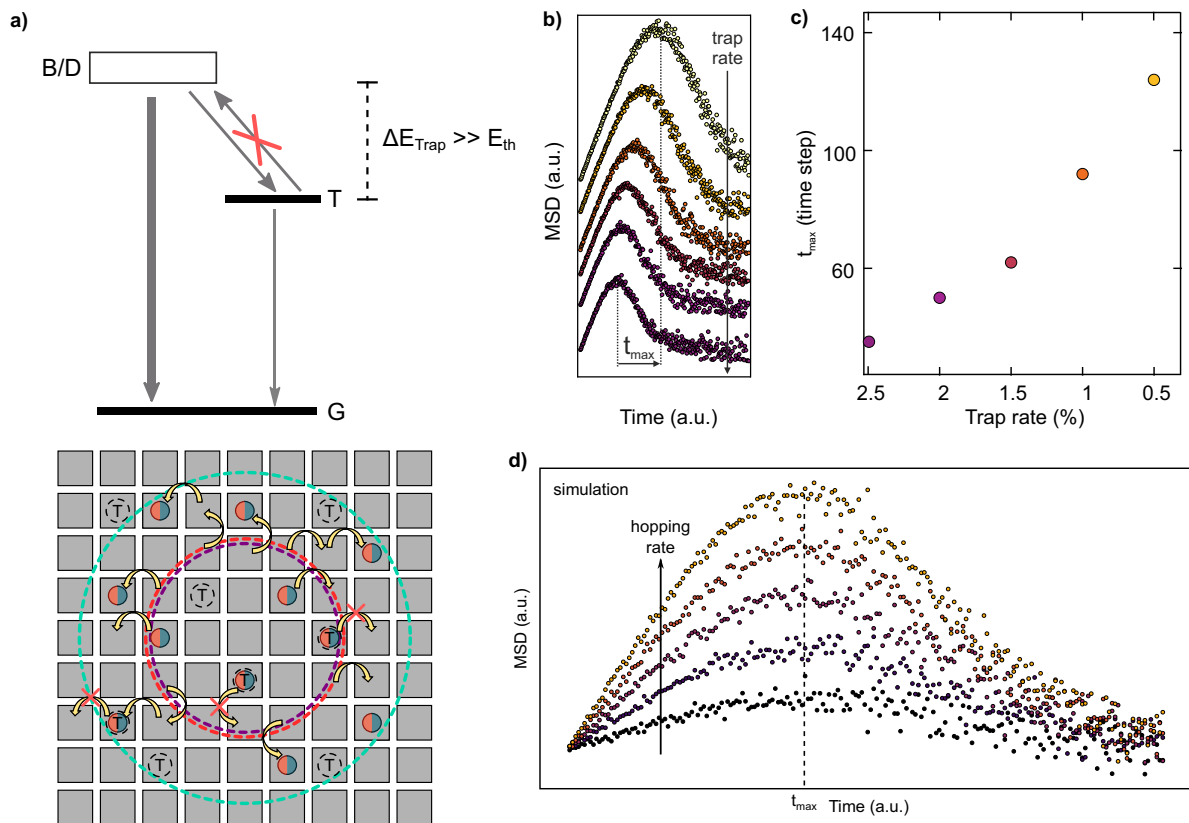 a)
B/D
ΔE_Trap >> E_th
T
G
T
T
T
T
T
T
T
T
b)
MSD (a.u.)
trap
rate
t_max
Time (a.u.)
c)
t_max (time step)
140
100
60
2.5
2
1.5
1
0.5
Trap rate (%)
d)
simulation
hopping
rate
MSD (a.u.)
t_max Time (a.u.)